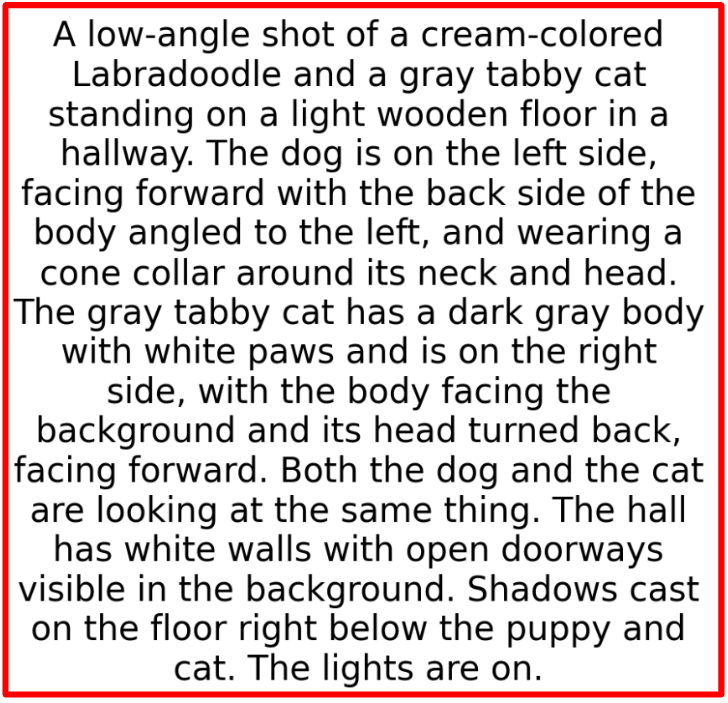 A low-angle shot of a cream-colored
Labradoodle and a gray tabby cat
standing on a light wooden floor in a
hallway. The dog is on the left side,
facing forward with the back side of the
body angled to the left, and wearing a
cone collar around its neck and head.
The gray tabby cat has a dark gray body
with white paws and is on the right
side, with the body facing the
background and its head turned back,
facing forward. Both the dog and the cat
are looking at the same thing. The hall
has white walls with open doorways
visible in the background. Shadows cast
on the floor right below the puppy and
cat. The lights are on.